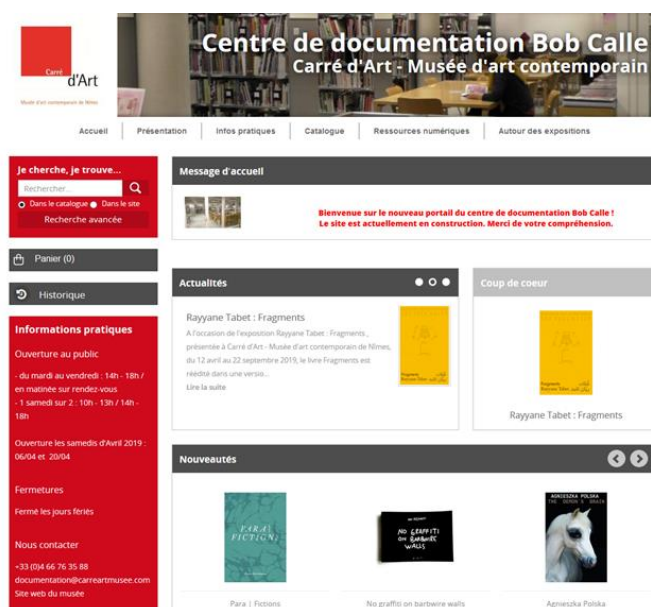 Carré
d'Art
Musée d'art contemporain de Nîmes
Centre de documentation Bob Calle
Carré d'Art - Musée d'art contemporain
Accueil
Présentation
Infos pratiques
Catalogue
Ressources numériques
Autour des expositions
Je cherche, je trouve...
Rechercher...
Dans le catalogue
Dans le site
Recherche avancée
Panier (0)
Historique
Informations pratiques
Ouverture au public
- du mardi au vendredi : 14h - 18h /
en matinée sur rendez-vous
- 1 samedi sur 2 : 10h - 13h / 14h -
18h
Ouverture les samedis d'Avril 2019 :
06/04 et 20/04
Fermetures
Fermé les jours fériés
Nous contacter
+33 (0)4 66 76 35 88
documentation@carreartmusee.com
Site web du musée
Message d'accueil
Bienvenue sur le nouveau portail du centre de documentation Bob Calle !
Le site est actuellement en construction. Merci de votre compréhension.
Actualités
Rayyane Tabet : Fragments
A l'occasion de l'exposition Rayyane Tabet : Fragments ,
présentée à Carré d'Art - Musée d'art contemporain de Nîmes,
du 12 avril au 22 septembre 2019, le livre Fragments est
réédité dans une versio...
Lire la suite
Coup de coeur
Rayyane Tabet : Fragments
Nouveautés
PARA |
FICTIONS
NO GRAFFITI
ON BARBWIRE
WALLS
AGNIESZKA POLSKA
THE DEMON'S BRAIN
Para | Fictions
No graffiti on barbwire walls
Agnieszka Polska